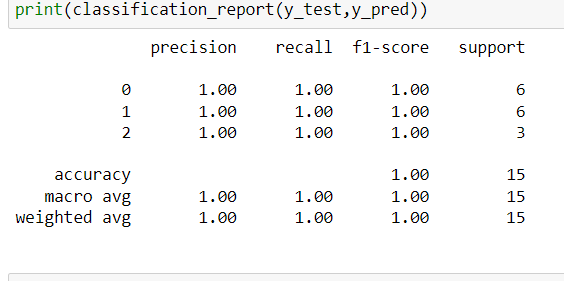 print(classification_report(y_test,y_pred))
precision recall f1-score support
0 1.00 1.00 1.00 6
1 1.00 1.00 1.00 6
2 1.00 1.00 1.00 3
accuracy 1.00 15
macro avg 1.00 1.00 1.00 15
weighted avg 1.00 1.00 1.00 15